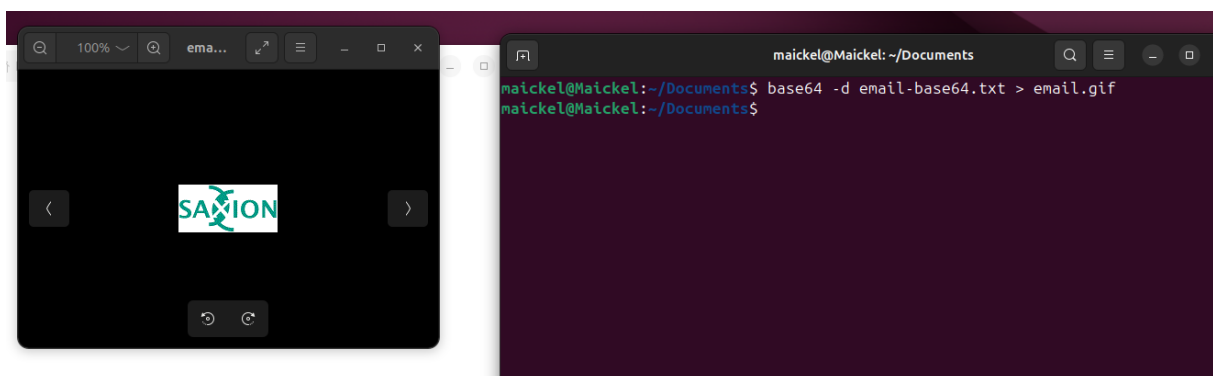 100%
ema...
SAXION
maickel@Maickel: ~/Documents
maickel@Maickel:~/Documents$ base64 -d email-base64.txt > email.gif
maickel@Maickel:~/Documents$